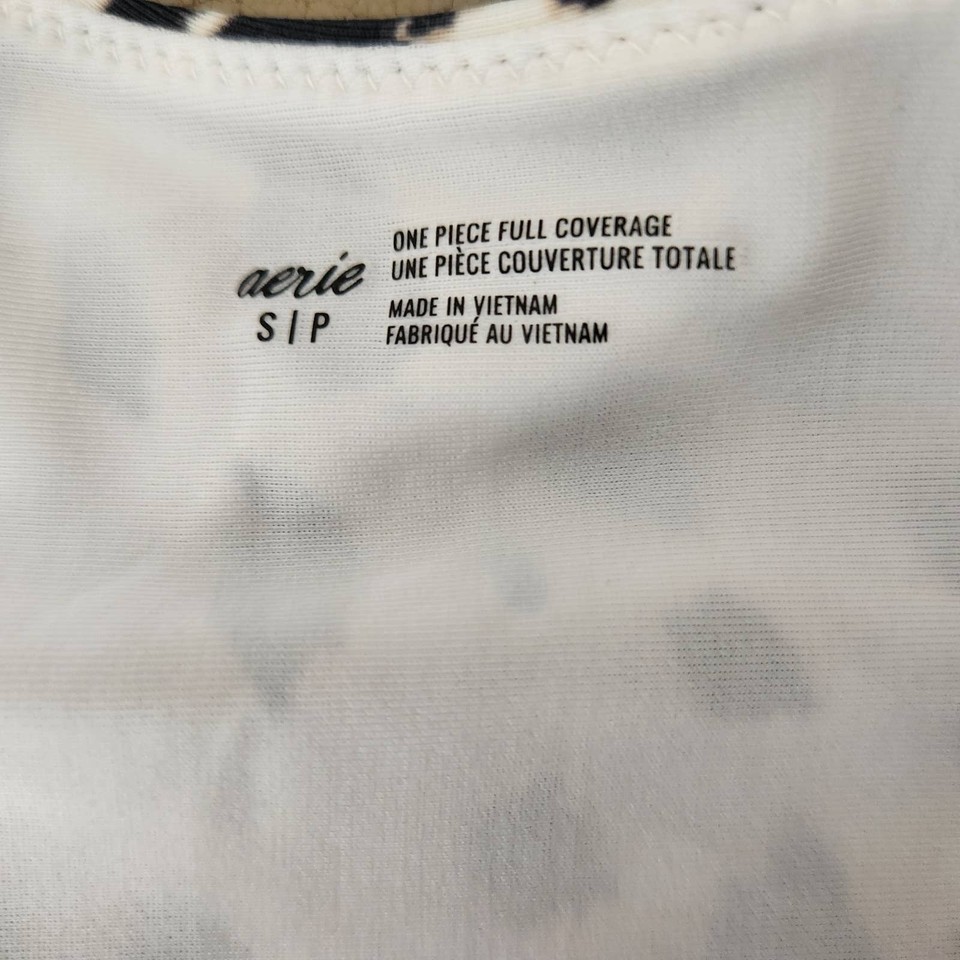 aerie
S | P
ONE PIECE FULL COVERAGE
UNE PIÈCE COUVERTURE TOTALE
MADE IN VIETNAM
FABRIQUÉ AU VIETNAM